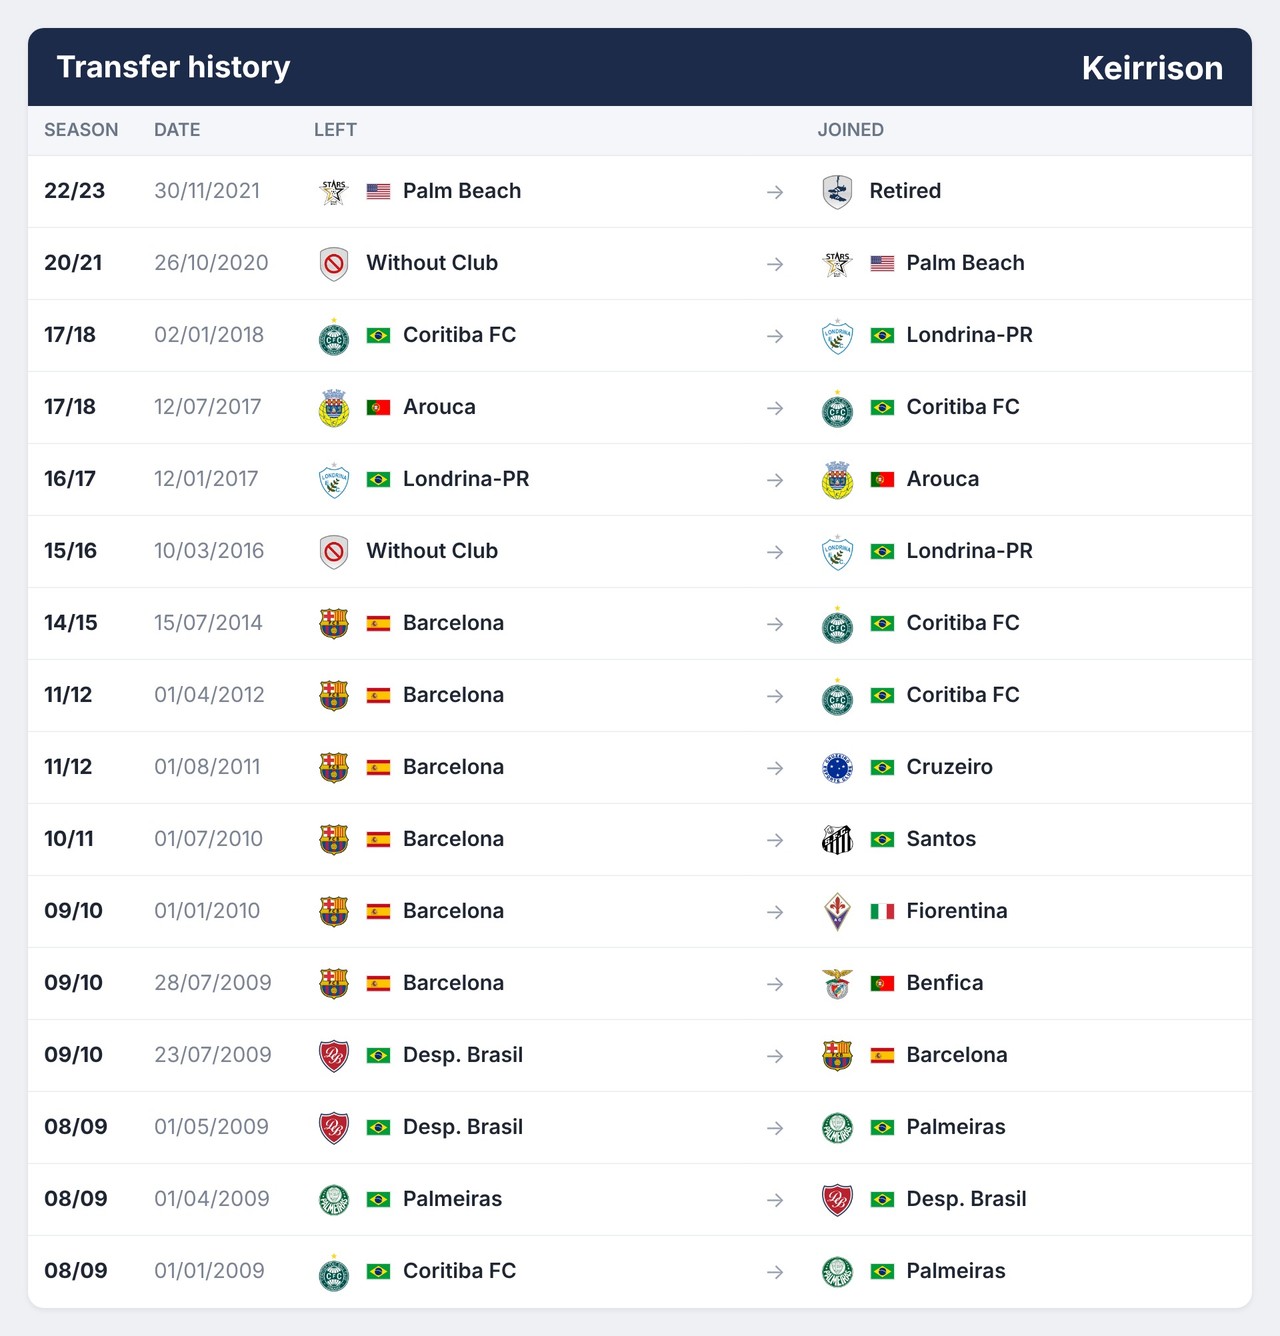 Transfer history Keirrison
SEASON DATE LEFT JOINED
22/23 30/11/2021 Palm Beach → Retired
20/21 26/10/2020 Without Club → Palm Beach
17/18 02/01/2018 Coritiba FC → Londrina-PR
17/18 12/07/2017 Arouca → Coritiba FC
16/17 12/01/2017 Londrina-PR → Arouca
15/16 10/03/2016 Without Club → Londrina-PR
14/15 15/07/2014 Barcelona → Coritiba FC
11/12 01/04/2012 Barcelona → Coritiba FC
11/12 01/08/2011 Barcelona → Cruzeiro
10/11 01/07/2010 Barcelona → Santos
09/10 01/01/2010 Barcelona → Fiorentina
09/10 28/07/2009 Barcelona → Benfica
09/10 23/07/2009 Desp. Brasil → Barcelona
08/09 01/05/2009 Desp. Brasil → Palmeiras
08/09 01/04/2009 Palmeiras → Desp. Brasil
08/09 01/01/2009 Coritiba FC → Palmeiras